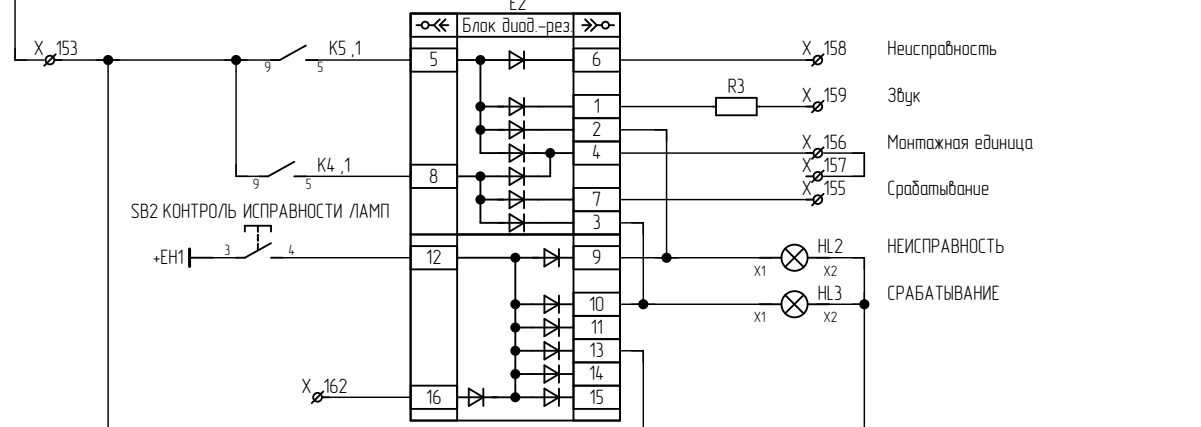 E2
Блок диод.-рез.
X 153
K5 ,1
9 5
5
6
X 158
Неисправность
1
R3
X 159
Звук
2
4
X 156
Монтажная единица
X 157
K4 ,1
9 5
8
7
X 155
Срабатывание
3
SB2 КОНТРОЛЬ ИСПРАВНОСТИ ЛАМП
+EH1
3 4
12
9
HL2
X1 X2
НЕИСПРАВНОСТЬ
10
HL3
X1 X2
СРАБАТЫВАНИЕ
11
13
14
X 162
16
15